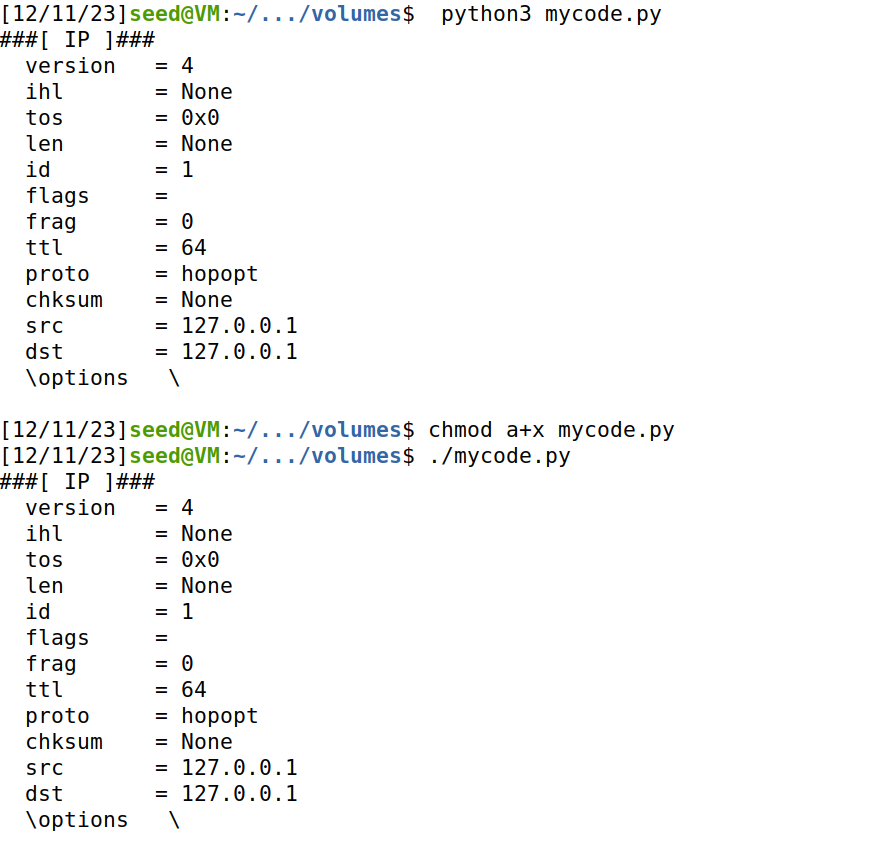 [12/11/23]seed@VM:~/.../volumes$  python3 mycode.py
###[ IP ]###
  version   = 4
  ihl       = None
  tos       = 0x0
  len       = None
  id        = 1
  flags     =
  frag      = 0
  ttl       = 64
  proto     = hopopt
  chksum    = None
  src       = 127.0.0.1
  dst       = 127.0.0.1
  \options   \

[12/11/23]seed@VM:~/.../volumes$ chmod a+x mycode.py
[12/11/23]seed@VM:~/.../volumes$ ./mycode.py
###[ IP ]###
  version   = 4
  ihl       = None
  tos       = 0x0
  len       = None
  id        = 1
  flags     =
  frag      = 0
  ttl       = 64
  proto     = hopopt
  chksum    = None
  src       = 127.0.0.1
  dst       = 127.0.0.1
  \options   \